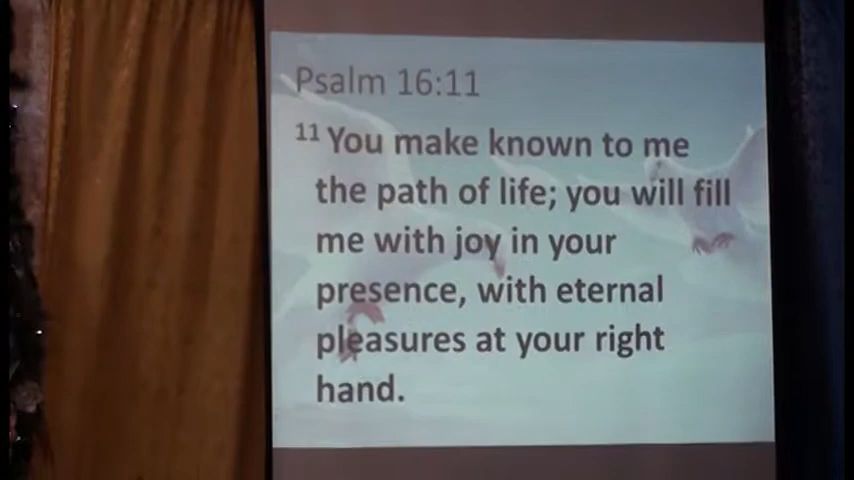 Psalm 16:11
11 You make known to me
the path of life; you will fill
me with joy in your
presence, with eternal
pleasures at your right
hand.